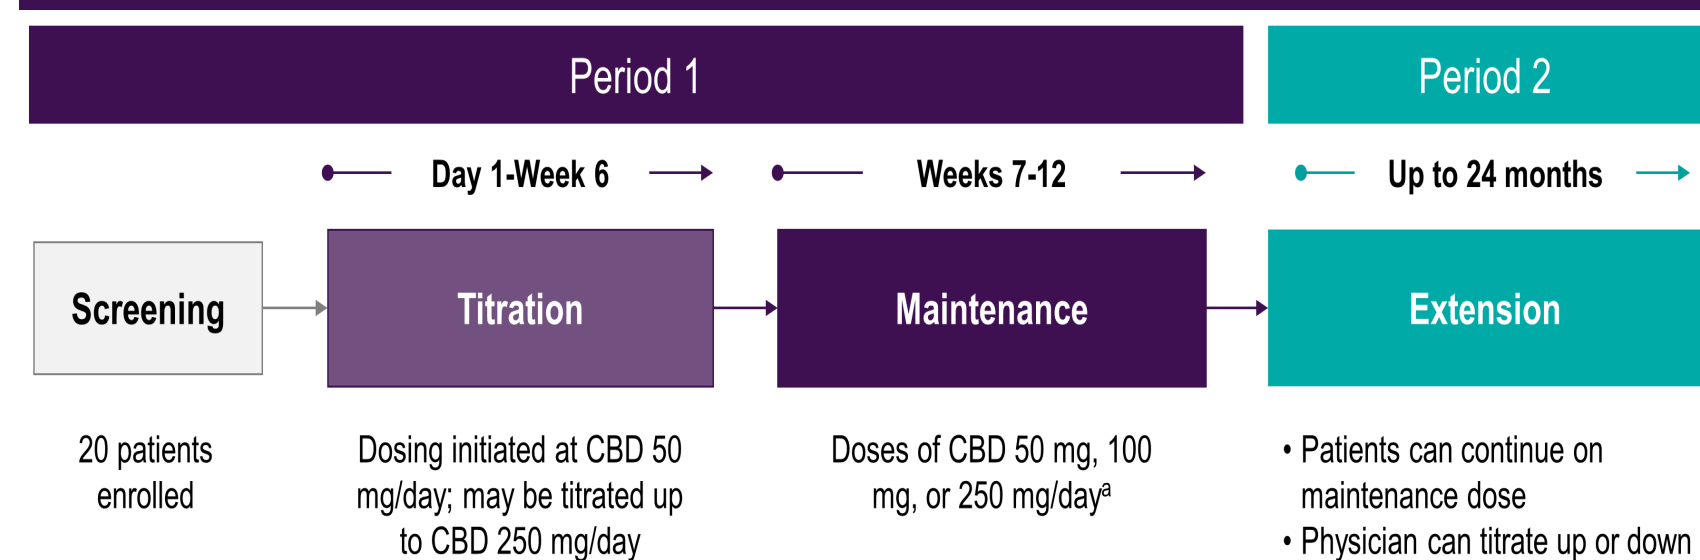 Period 1
Period 2
Day 1-Week 6
Weeks 7-12
Up to 24 months
Screening
Titration
Maintenance
Extension
20 patients
enrolled
Dosing initiated at CBD 50
mg/day; may be titrated up
to CBD 250 mg/day
Doses of CBD 50 mg, 100
mg, or 250 mg/dayᵃ
• Patients can continue on
maintenance dose
• Physician can titrate up or down